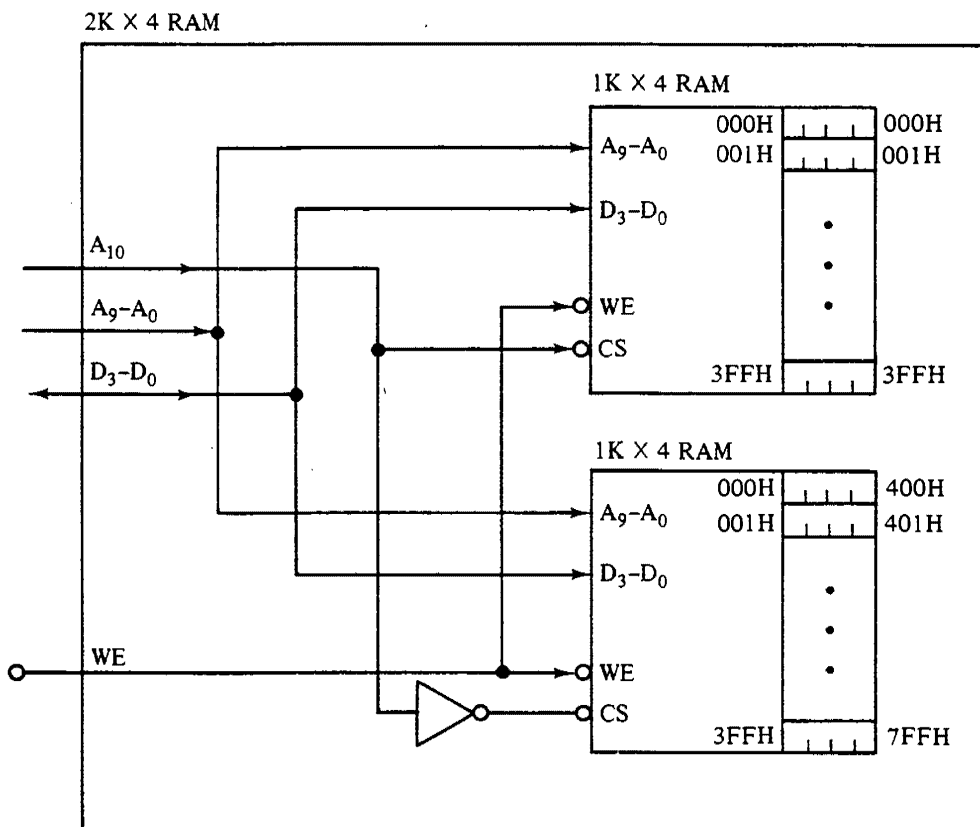 2K × 4 RAM
1K × 4 RAM
000H 000H
A₉–A₀ 001H 001H
D₃–D₀
A₁₀
WE
A₉–A₀
CS
D₃–D₀ 3FFH 3FFH
1K × 4 RAM
000H 400H
A₉–A₀ 001H 401H
D₃–D₀
WE WE
CS
3FFH 7FFH